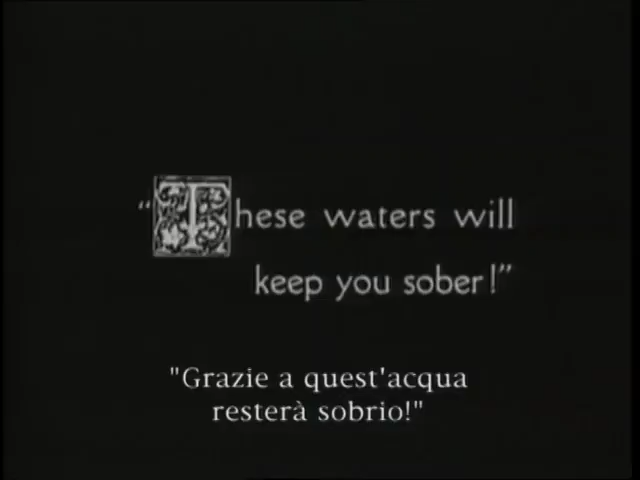 “These waters will
keep you sober!”
"Grazie a quest'acqua
resterà sobrio!"